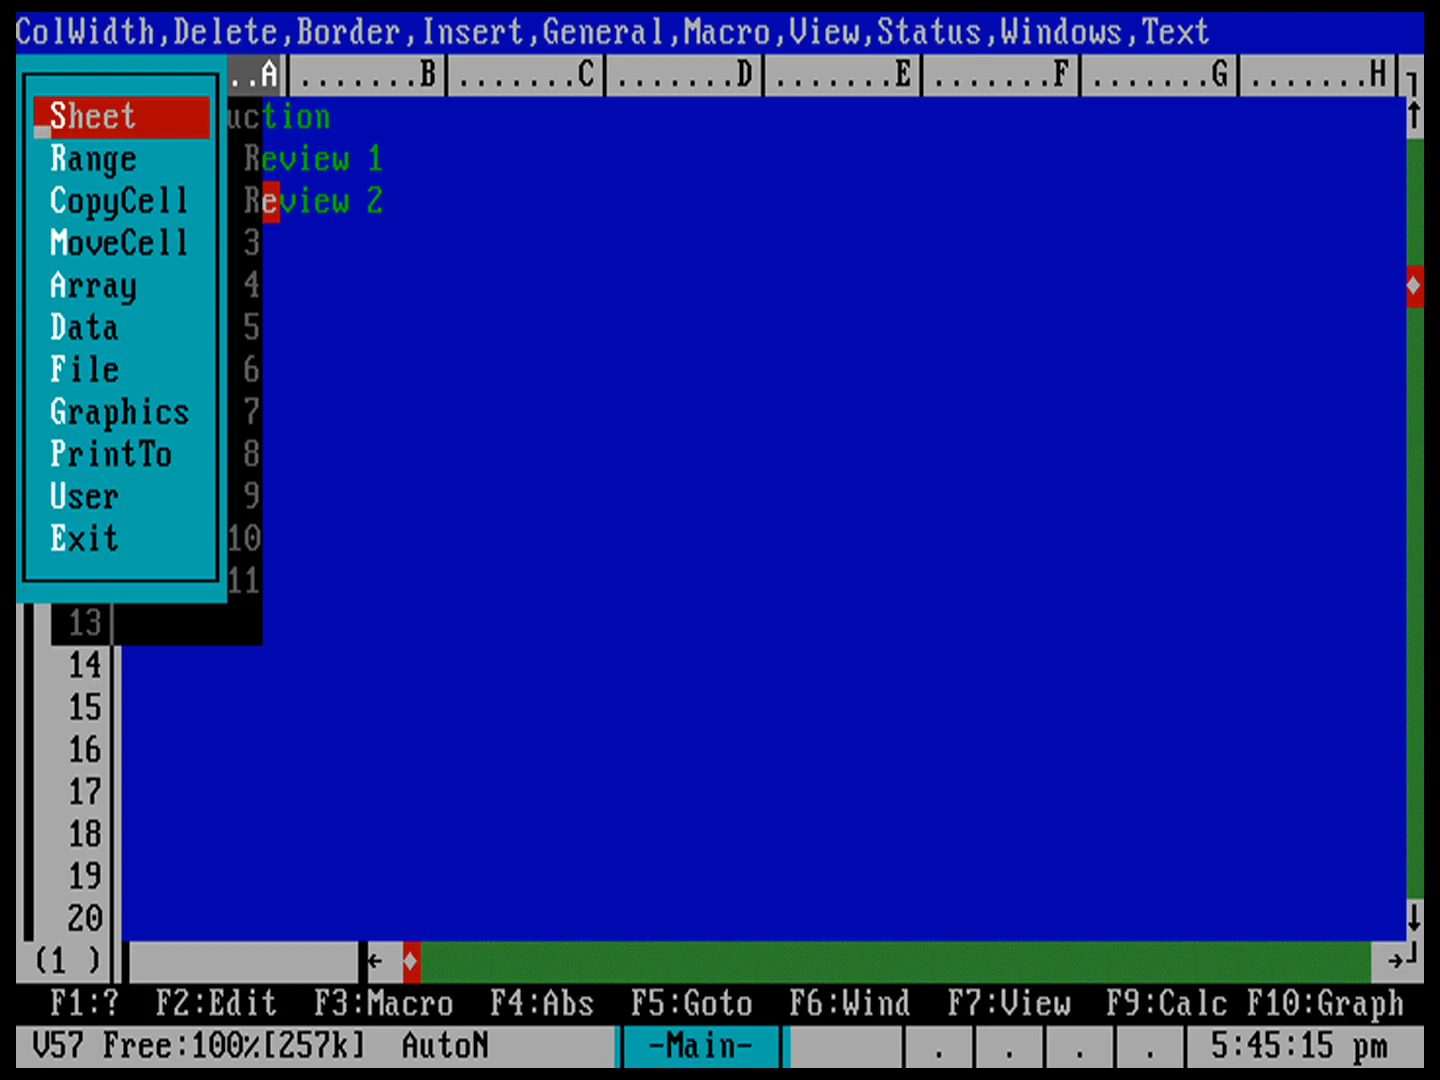 ColWidth,Delete,Border,Insert,General,Macro,View,Status,Windows,Text
..A .......B .......C .......D .......E .......F .......G .......H
Sheet uction
Range Review 1
CopyCell Review 2
MoveCell 3
Array 4
Data 5
File 6
Graphics 7
PrintTo 8
User 9
Exit 10
11
13
14
15
16
17
18
19
20
(1 )
F1:? F2:Edit F3:Macro F4:Abs F5:Goto F6:Wind F7:View F9:Calc F10:Graph
V57 Free:100%[257k] AutoN -Main- . . . . 5:45:15 pm